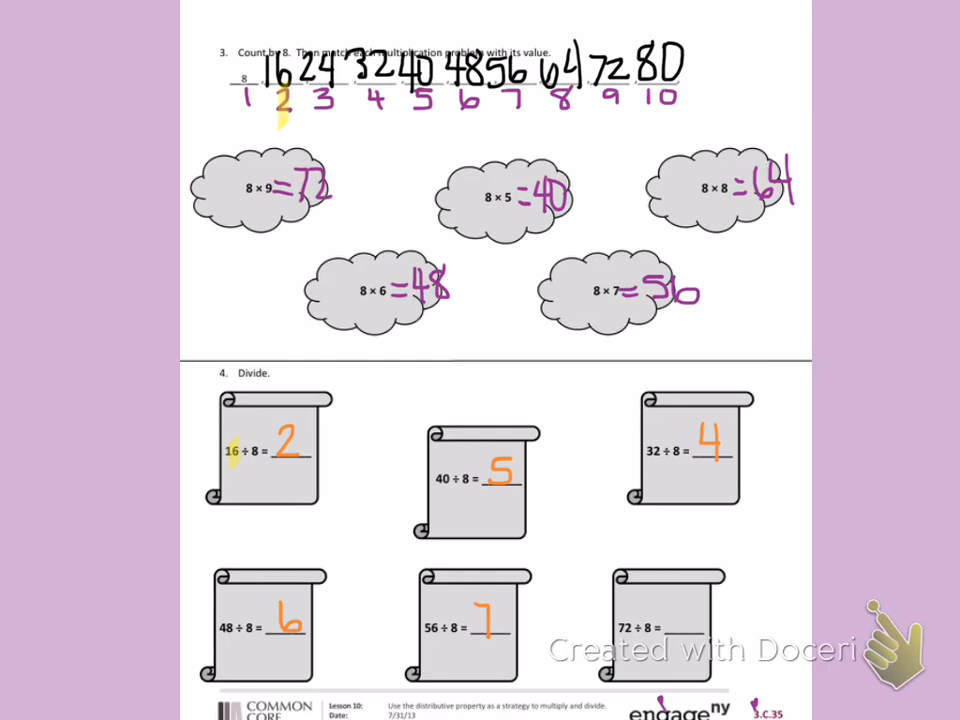 3. Count by 8. Then match each multiplication problem with its value.
8 16 24 32 40 48 56 64 72 80
1 2 3 4 5 6 7 8 9 10
8 × 9 = 72
8 × 5 = 40
8 × 8 = 64
8 × 6 = 48
8 × 7 = 56
4. Divide.
16 ÷ 8 = 2
40 ÷ 8 = 5
32 ÷ 8 = 4
48 ÷ 8 = 6
56 ÷ 8 = 7
72 ÷ 8 = ____
Created with Doceri
COMMON CORE
Lesson 10: Use the distributive property as a strategy to multiply and divide.
Date: 7/31/13
engage ny
3.C.35